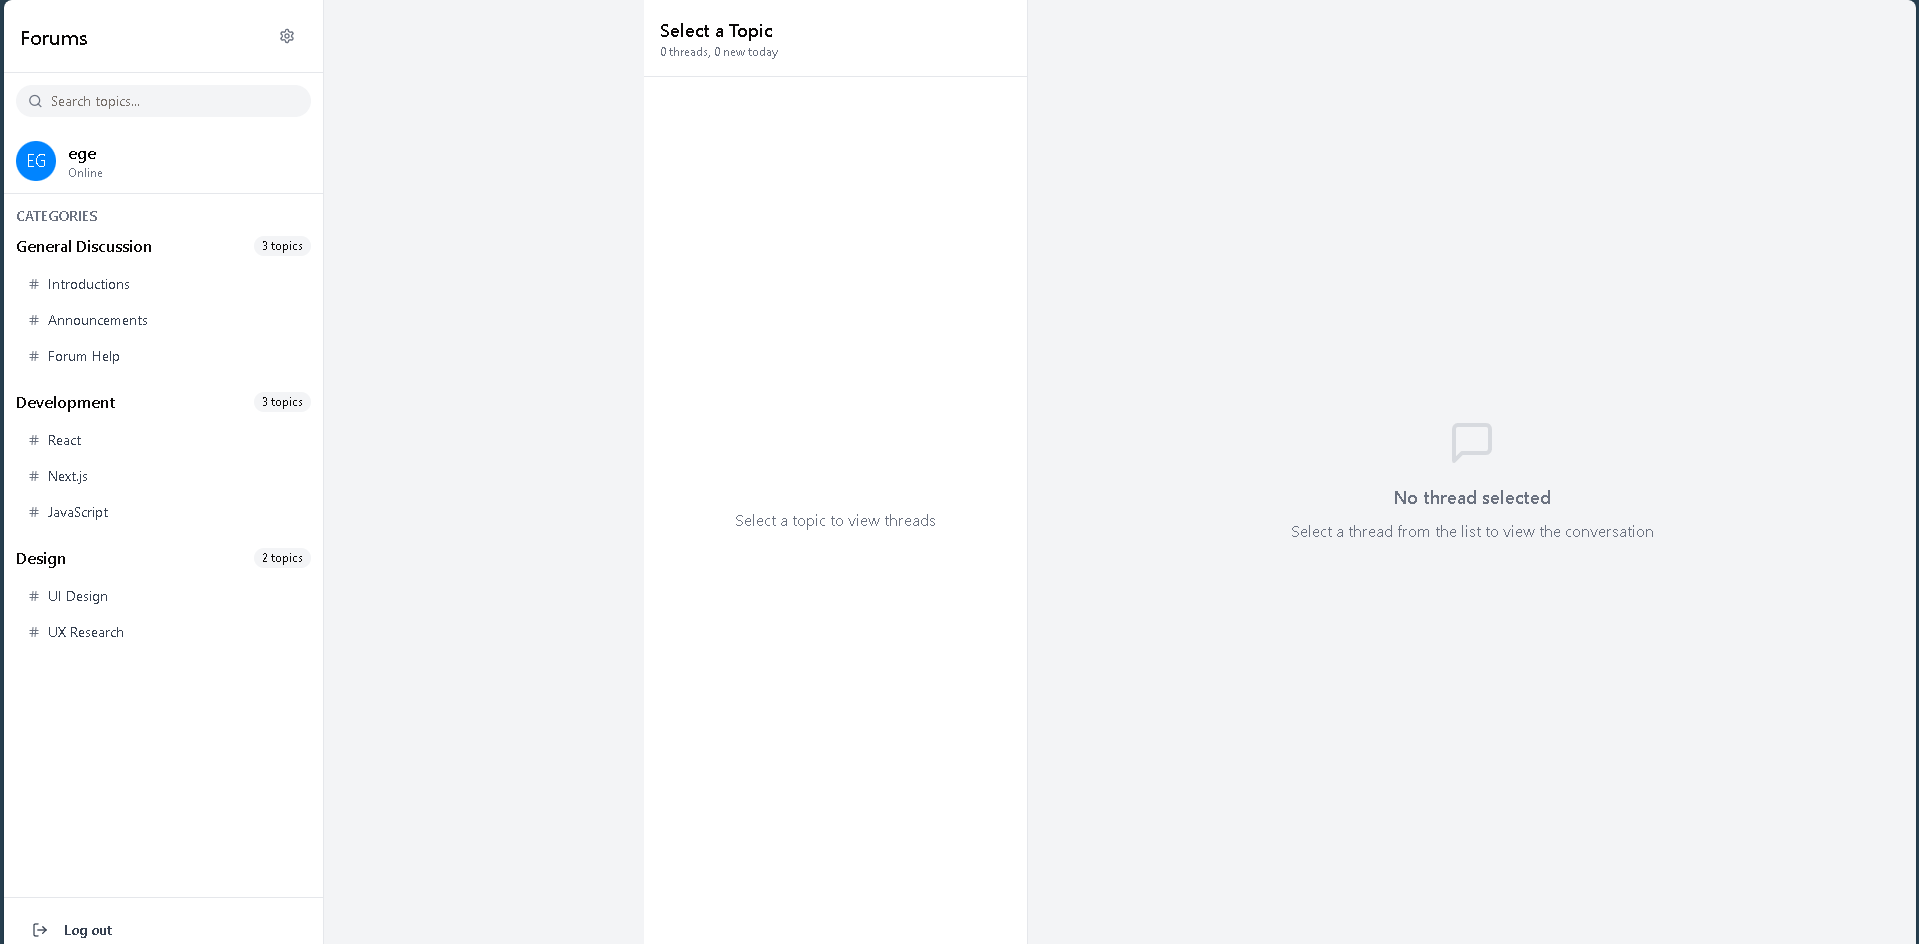 Forums
Search topics...
EG
ege
Online
CATEGORIES
General Discussion
3 topics
# Introductions
# Announcements
# Forum Help
Development
3 topics
# React
# Next.js
# JavaScript
Design
2 topics
# UI Design
# UX Research
Log out
Select a Topic
0 threads, 0 new today
Select a topic to view threads
No thread selected
Select a thread from the list to view the conversation